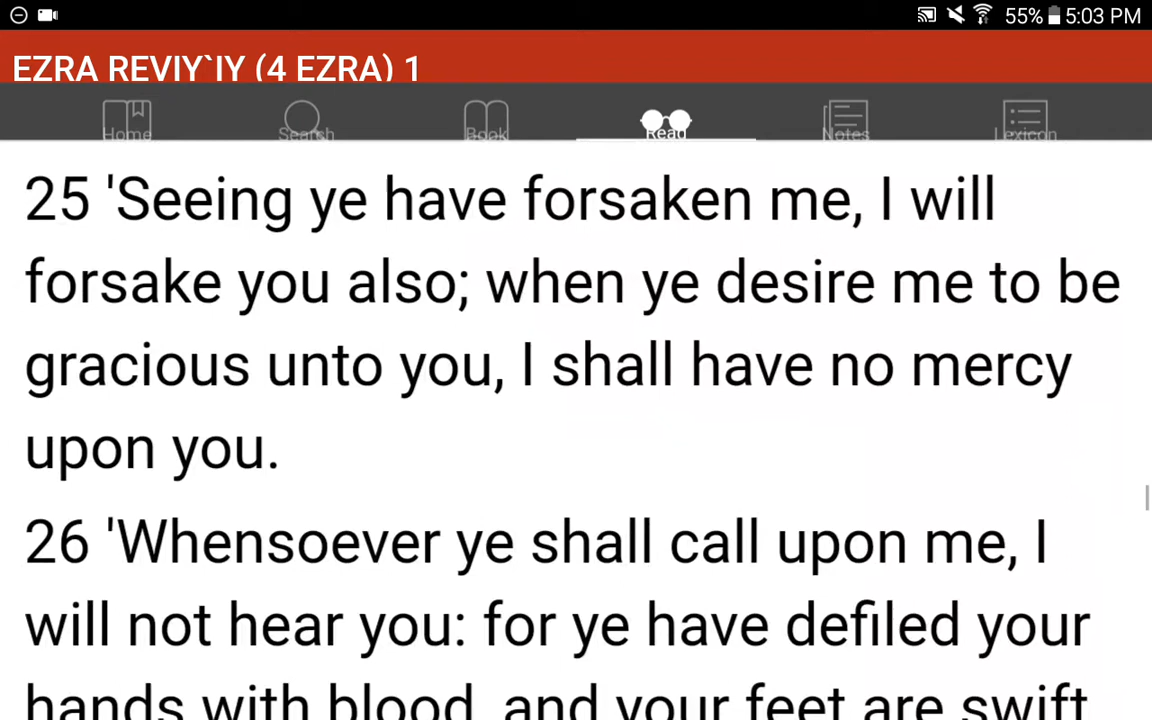 55% 5:03 PM
EZRA REVIY`IY (4 EZRA) 1
Home Search Book Read Notes Lexicon
25 'Seeing ye have forsaken me, I will
forsake you also; when ye desire me to be
gracious unto you, I shall have no mercy
upon you.
26 'Whensoever ye shall call upon me, I
will not hear you: for ye have defiled your
hands with blood, and your feet are swift